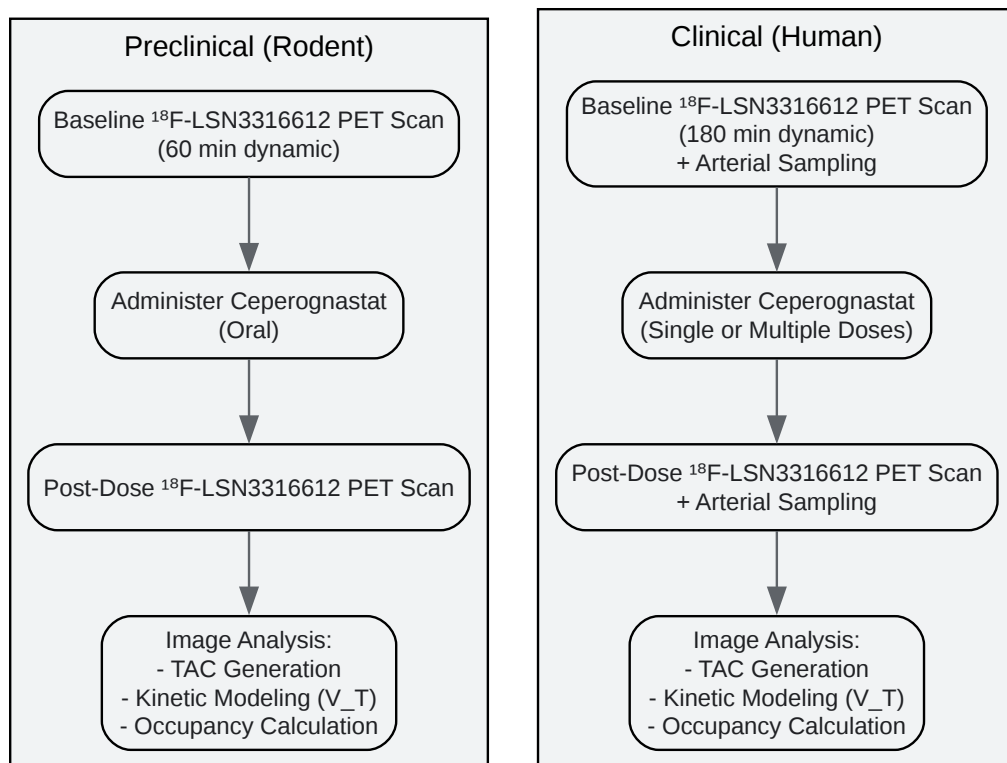 Preclinical (Rodent)
Baseline ¹⁸F-LSN3316612 PET Scan
(60 min dynamic)
Administer Ceperognastat
(Oral)
Post-Dose ¹⁸F-LSN3316612 PET Scan
Image Analysis:
- TAC Generation
- Kinetic Modeling (V_T)
- Occupancy Calculation
Clinical (Human)
Baseline ¹⁸F-LSN3316612 PET Scan
(180 min dynamic)
+ Arterial Sampling
Administer Ceperognastat
(Single or Multiple Doses)
Post-Dose ¹⁸F-LSN3316612 PET Scan
+ Arterial Sampling
Image Analysis:
- TAC Generation
- Kinetic Modeling (V_T)
- Occupancy Calculation